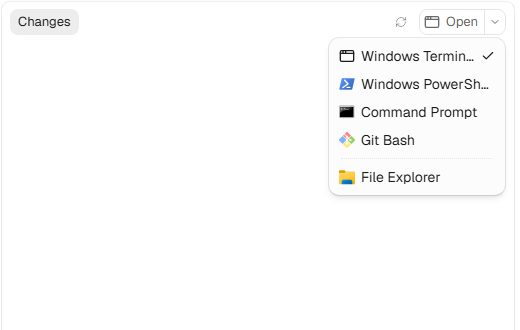 Changes
Open
Windows Termin...
Windows PowerSh...
Command Prompt
Git Bash
File Explorer